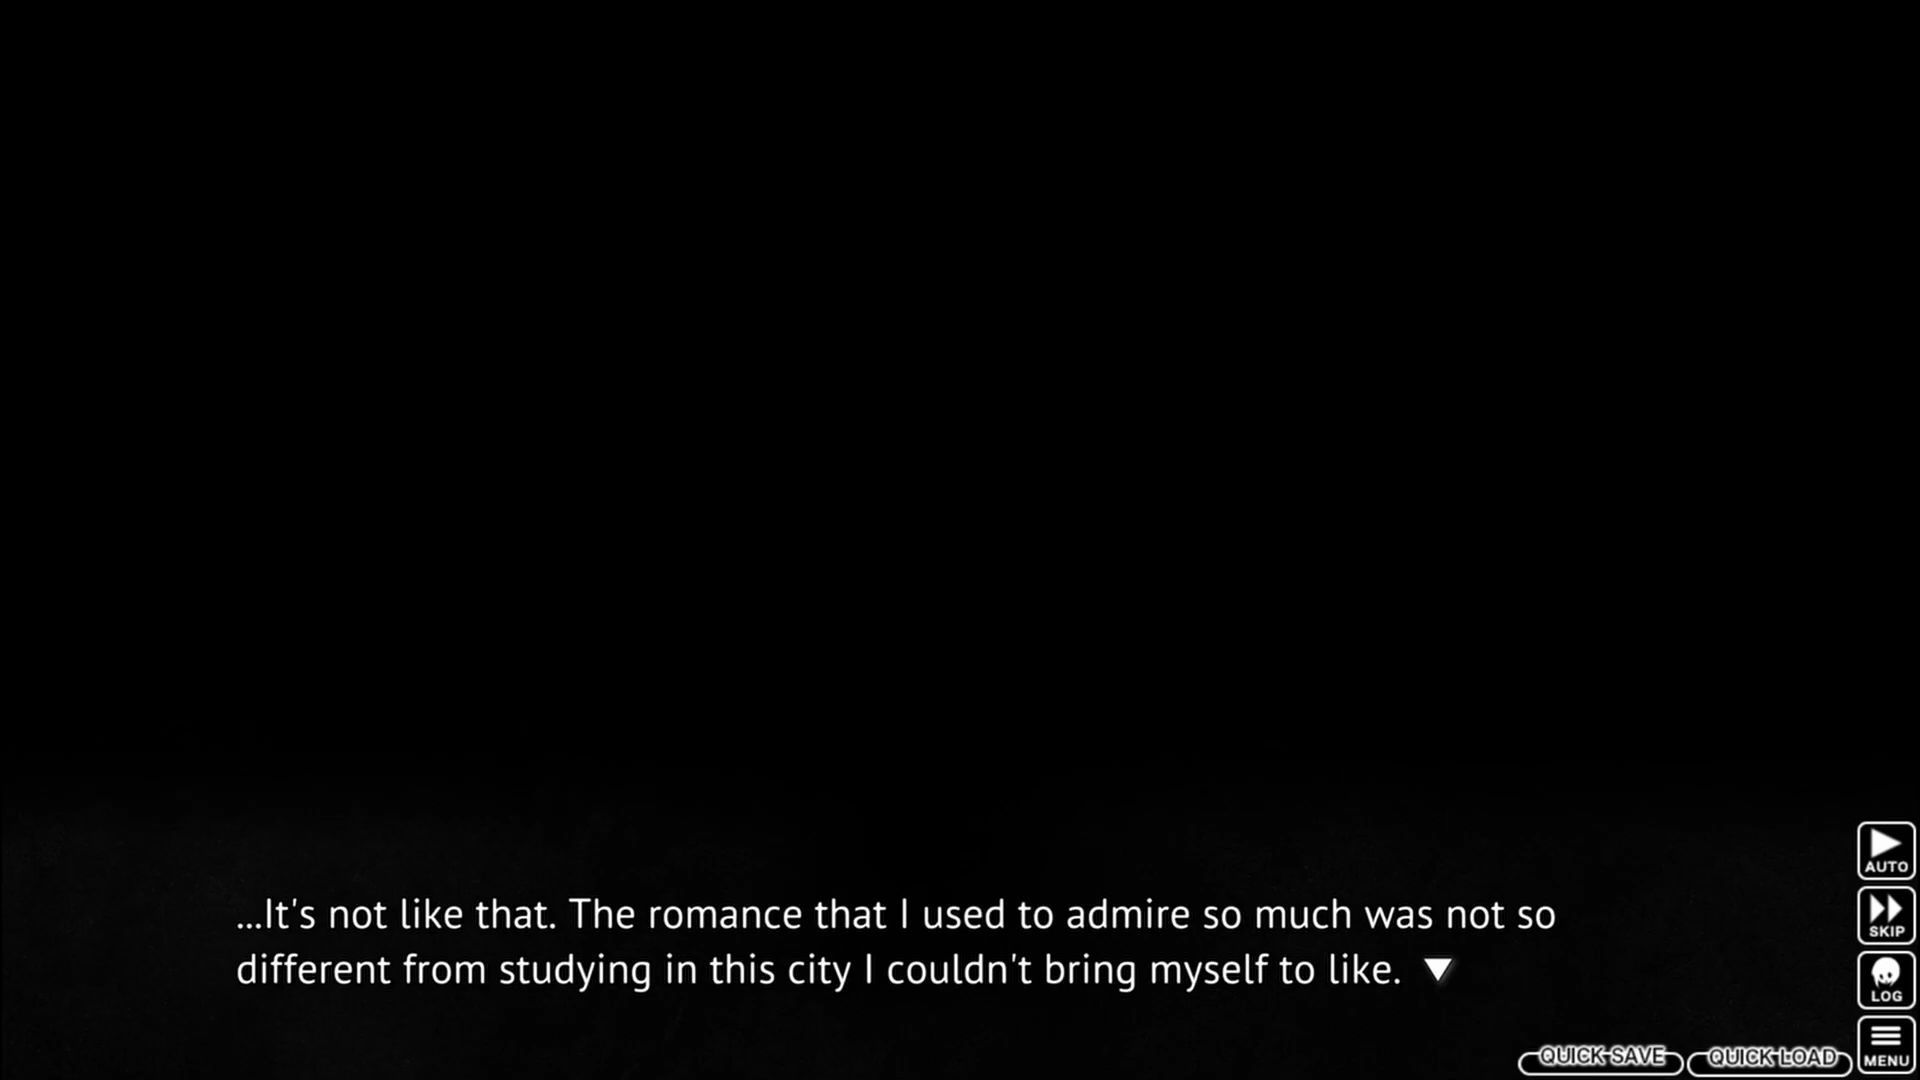 ...It's not like that. The romance that I used to admire so much was not so
different from studying in this city I couldn't bring myself to like.
AUTO
SKIP
LOG
MENU
QUICK SAVE
QUICK LOAD